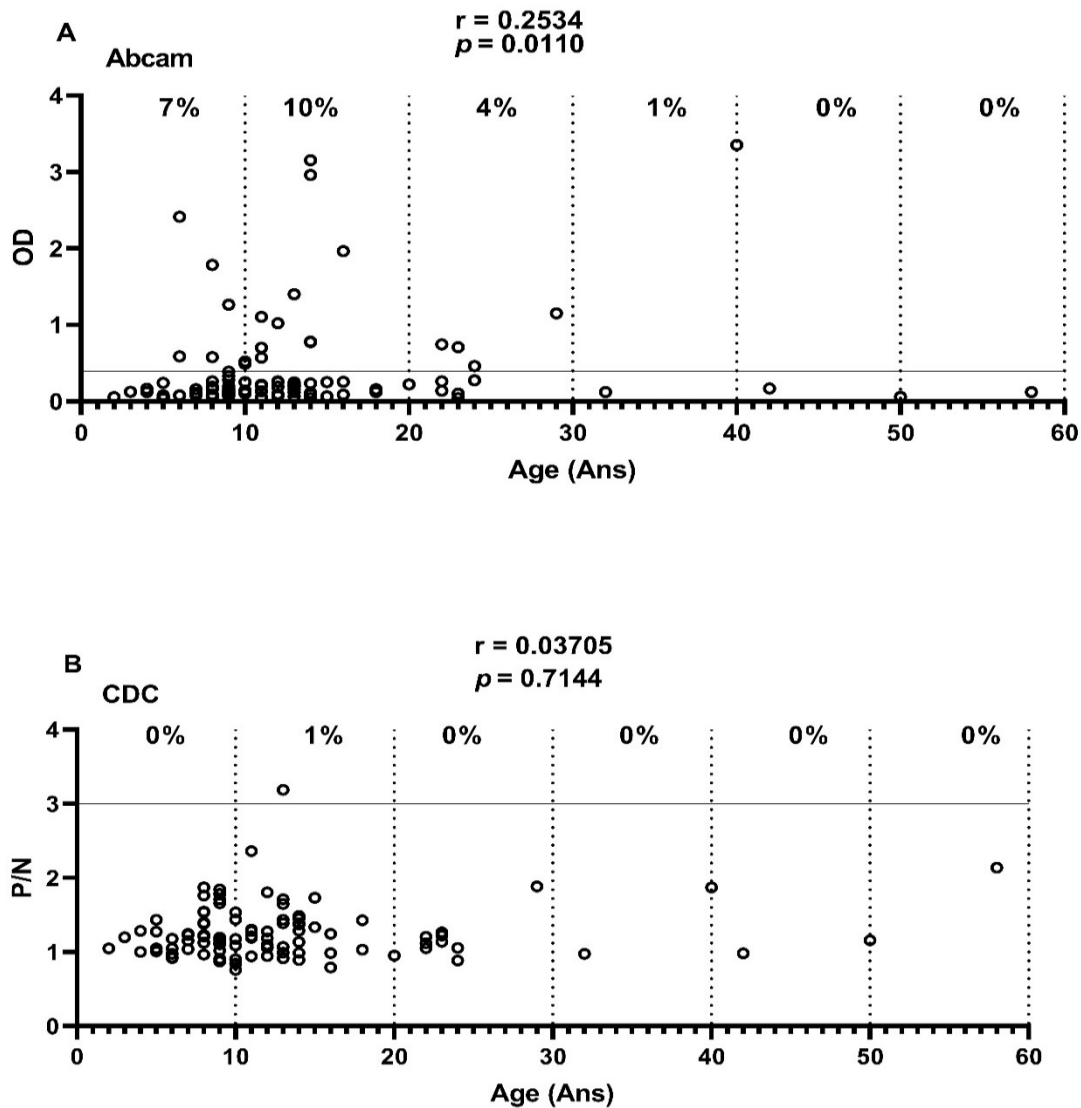 A
r = 0.2534
p = 0.0110
Abcam
4
7% 10% 4% 1% 0% 0%
3
2
OD
1
0
0 10 20 30 40 50 60
Age (Ans)
r = 0.03705
B
p = 0.7144
CDC
4
0% 1% 0% 0% 0% 0%
3
P/N
2
1
0
0 10 20 30 40 50 60
Age (Ans)